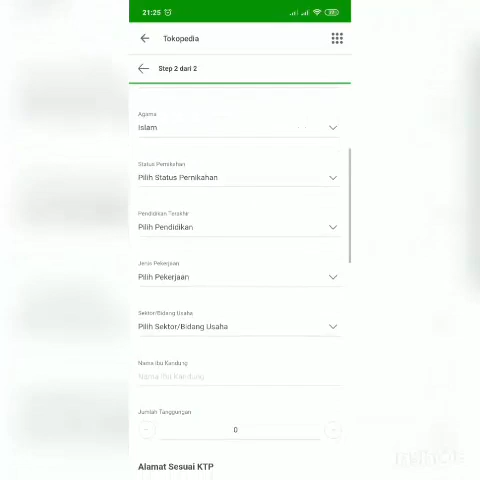 21:25
Tokopedia
Step 2 dari 2
Agama
Islam
Status Pernikahan
Pilih Status Pernikahan
Pendidikan Terakhir
Pilih Pendidikan
Jenis Pekerjaan
Pilih Pekerjaan
Sektor/Bidang Usaha
Pilih Sektor/Bidang Usaha
Nama Ibu Kandung
Nama Ibu Kandung
Jumlah Tanggungan
0
Alamat Sesuai KTP